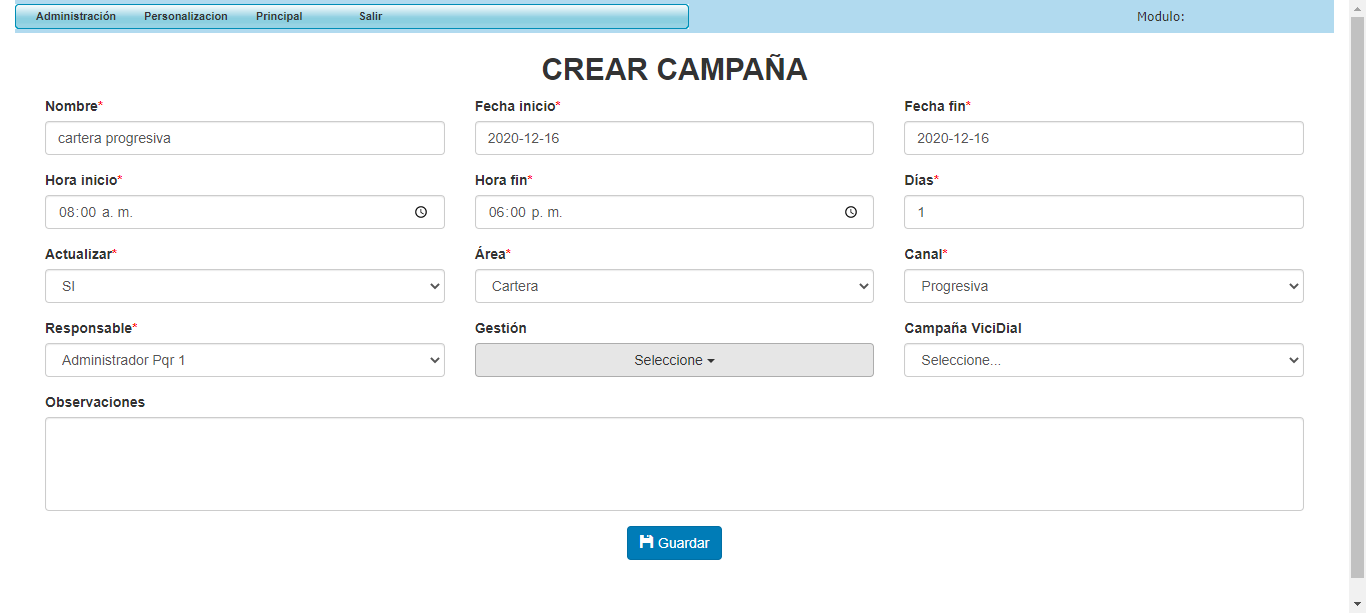 Administración Personalizacion Principal Salir Modulo:
CREAR CAMPAÑA
Nombre* Fecha inicio* Fecha fin*
cartera progresiva 2020-12-16 2020-12-16
Hora inicio* Hora fin* Días*
08:00 a. m. 06:00 p. m. 1
Actualizar* Área* Canal*
SI Cartera Progresiva
Responsable* Gestión Campaña ViciDial
Administrador Pqr 1 Seleccione Seleccione...
Observaciones
Guardar